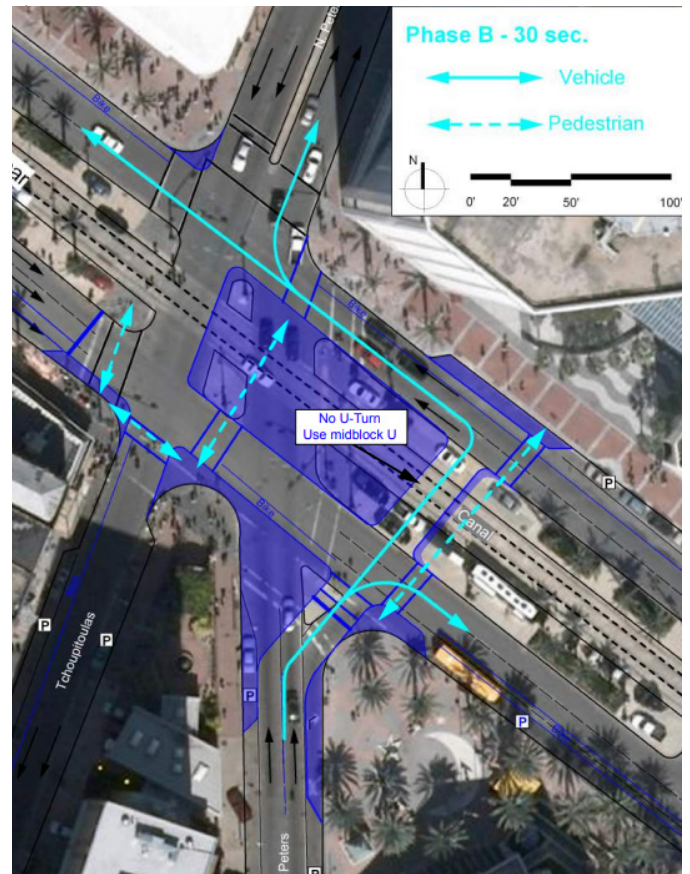 Phase B - 30 sec.
Vehicle
Pedestrian
N
0'
20'
50'
100'
N. Peter
Bike
Bike
No U-Turn
Use midblock U
P
Canal
Bike
P
P
Tchoupitoulas
P
P
Peters
P